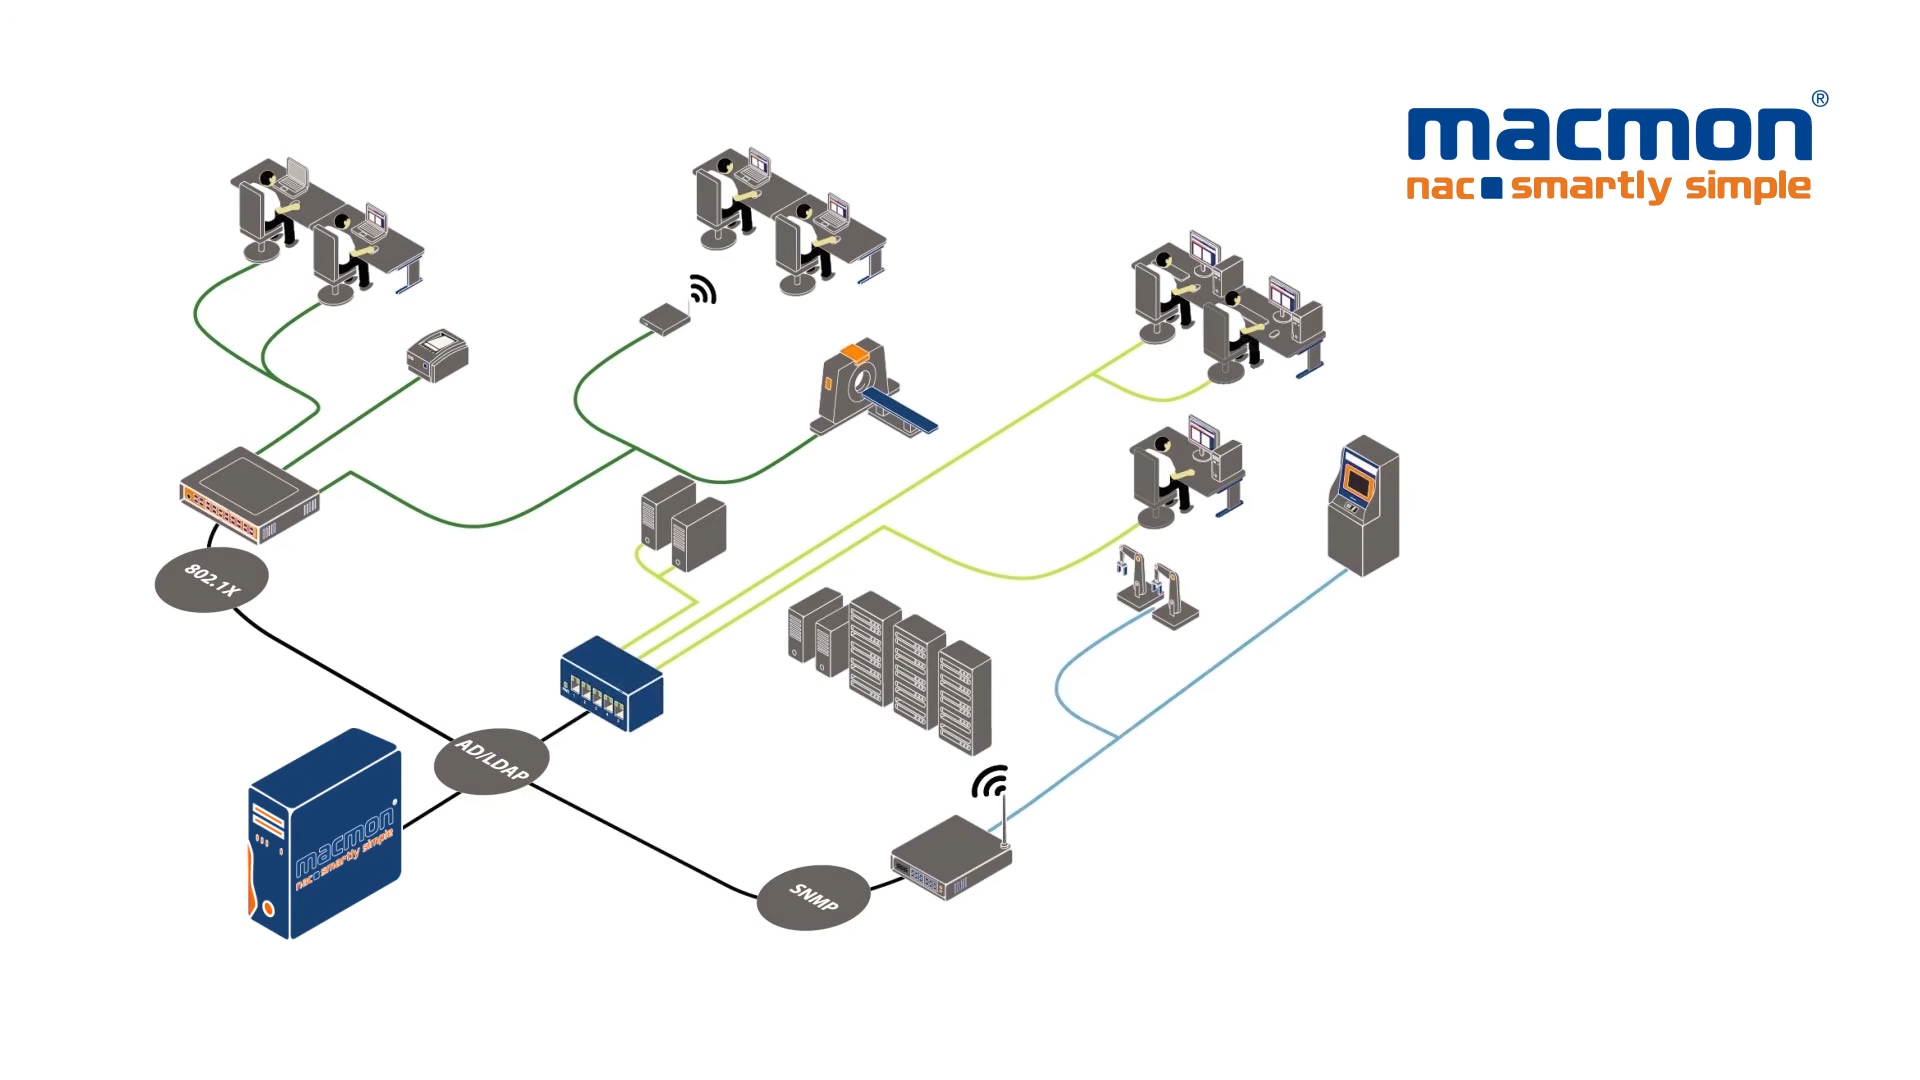 macmon®
nac smartly simple
802.1X
AD/LDAP
macmon
nac smartly simple
SNMP